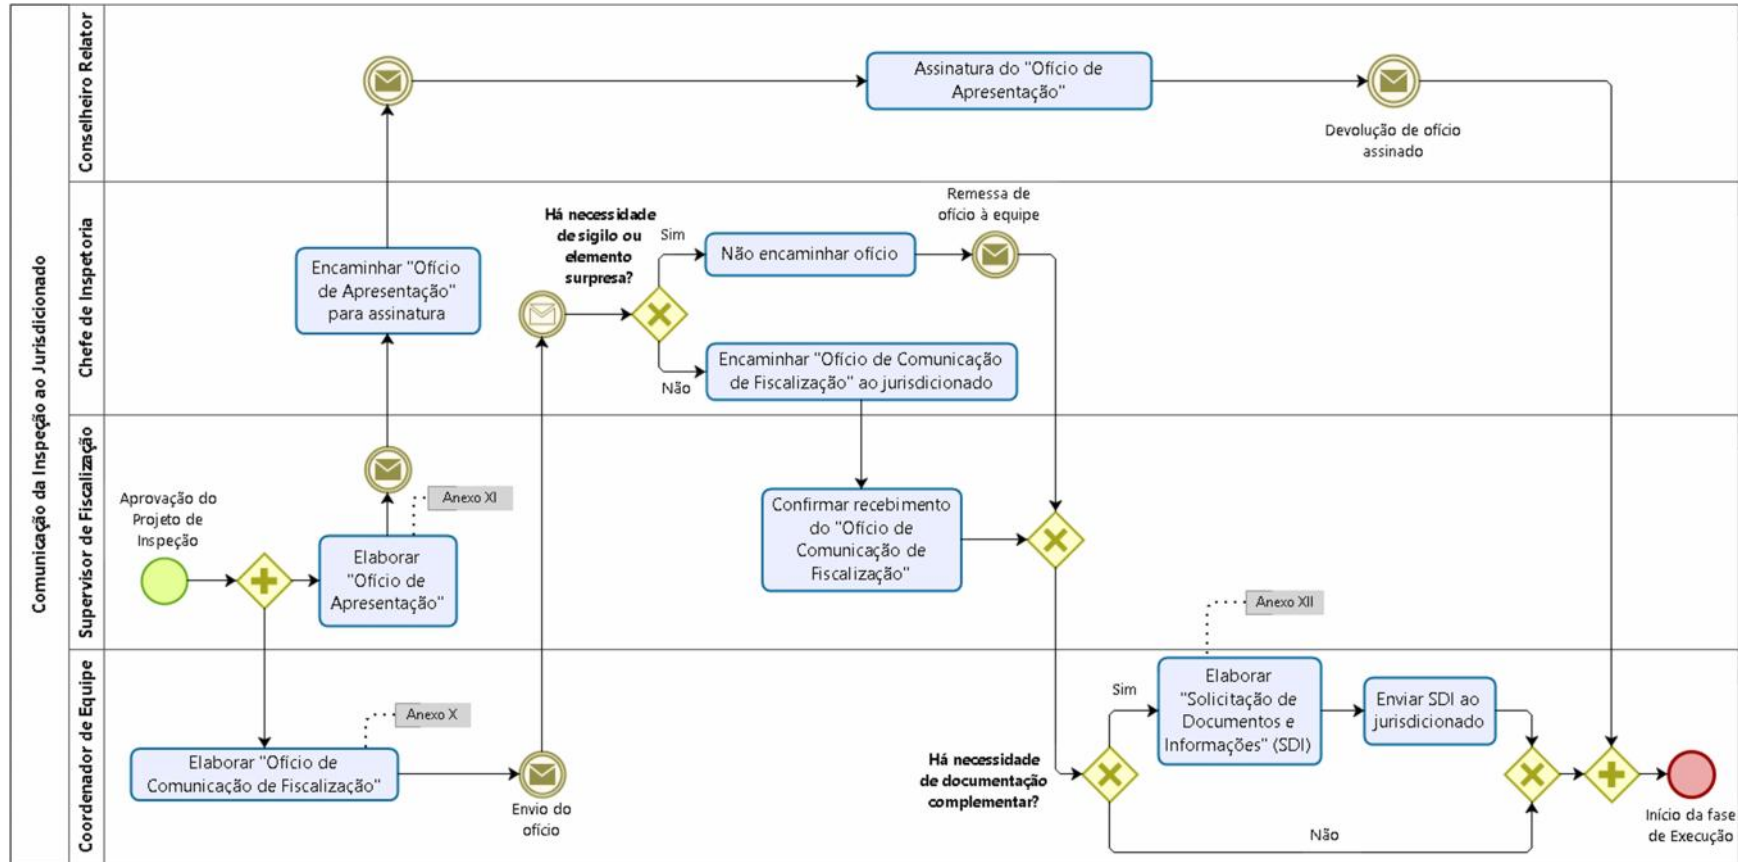 Comunicação da Inspeção ao Jurisdicionado
Conselheiro Relator
Assinatura do "Ofício de
Apresentação"
Devolução de ofício
assinado
Chefe de Inspetoria
Encaminhar "Ofício
de Apresentação"
para assinatura
Há necessidade
de sigilo ou
elemento
surpresa?
Sim
Não encaminhar ofício
Remessa de
ofício à equipe
Não
Encaminhar "Ofício de Comunicação
de Fiscalização" ao jurisdicionado
Supervisor de Fiscalização
Aprovação do
Projeto de
Inspeção
Anexo XI
Elaborar
"Ofício de
Apresentação"
Confirmar recebimento
do "Ofício de
Comunicação de
Fiscalização"
Anexo XII
Coordenador de Equipe
Anexo X
Elaborar "Ofício de
Comunicação de Fiscalização"
Envio do
ofício
Há necessidade
de documentação
complementar?
Sim
Elaborar
"Solicitação de
Documentos e
Informações" (SDI)
Enviar SDI ao
jurisdicionado
Não
Início da fase
de Execução